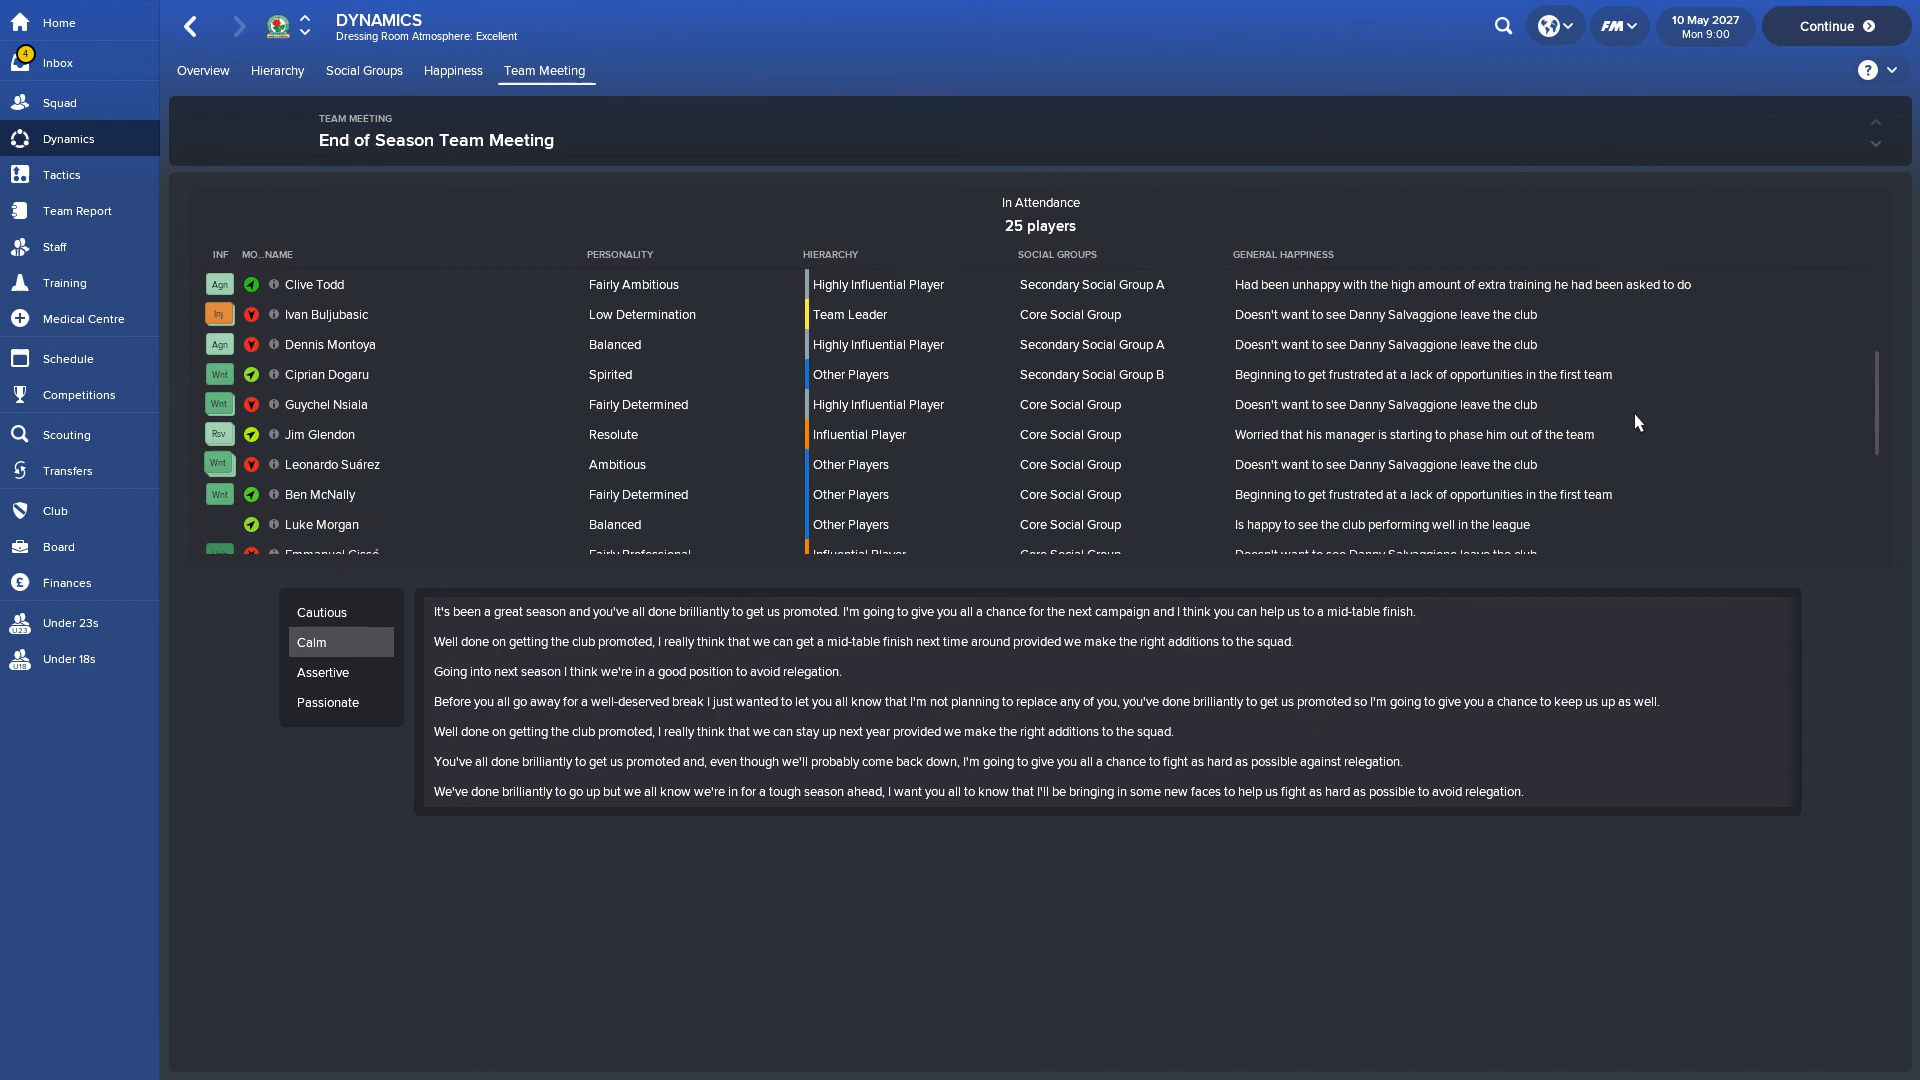 Home
4
Inbox
Squad
Dynamics
Tactics
Team Report
Staff
Training
Medical Centre
Schedule
Competitions
Scouting
Transfers
Club
Board
£ Finances
U23 Under 23s
U18 Under 18s
DYNAMICS
Dressing Room Atmosphere: Excellent
FM
10 May 2027
Mon 9:00
Continue
Overview Hierarchy Social Groups Happiness Team Meeting
?
TEAM MEETING
End of Season Team Meeting
In Attendance
25 players
INF MO... NAME PERSONALITY HIERARCHY SOCIAL GROUPS GENERAL HAPPINESS
Agn Clive Todd Fairly Ambitious Highly Influential Player Secondary Social Group A Had been unhappy with the high amount of extra training he had been asked to do
Inj Ivan Buljubasic Low Determination Team Leader Core Social Group Doesn't want to see Danny Salvaggione leave the club
Agn Dennis Montoya Balanced Highly Influential Player Secondary Social Group A Doesn't want to see Danny Salvaggione leave the club
Wnt Ciprian Dogaru Spirited Other Players Secondary Social Group B Beginning to get frustrated at a lack of opportunities in the first team
Wnt Guychel Nsiala Fairly Determined Highly Influential Player Core Social Group Doesn't want to see Danny Salvaggione leave the club
Rsv Jim Glendon Resolute Influential Player Core Social Group Worried that his manager is starting to phase him out of the team
Wnt Leonardo Suárez Ambitious Other Players Core Social Group Doesn't want to see Danny Salvaggione leave the club
Wnt Ben McNally Fairly Determined Other Players Core Social Group Beginning to get frustrated at a lack of opportunities in the first team
Luke Morgan Balanced Other Players Core Social Group Is happy to see the club performing well in the league
Emmanuel Cissé Fairly Professional Influential Player Core Social Group Doesn't want to see Danny Salvaggione leave the club
Cautious
Calm
Assertive
Passionate
It's been a great season and you've all done brilliantly to get us promoted. I'm going to give you all a chance for the next campaign and I think you can help us to a mid-table finish.
Well done on getting the club promoted, I really think that we can get a mid-table finish next time around provided we make the right additions to the squad.
Going into next season I think we're in a good position to avoid relegation.
Before you all go away for a well-deserved break I just wanted to let you all know that I'm not planning to replace any of you, you've done brilliantly to get us promoted so I'm going to give you a chance to keep us up as well.
Well done on getting the club promoted, I really think that we can stay up next year provided we make the right additions to the squad.
You've all done brilliantly to get us promoted and, even though we'll probably come back down, I'm going to give you all a chance to fight as hard as possible against relegation.
We've done brilliantly to go up but we all know we're in for a tough season ahead, I want you all to know that I'll be bringing in some new faces to help us fight as hard as possible to avoid relegation.